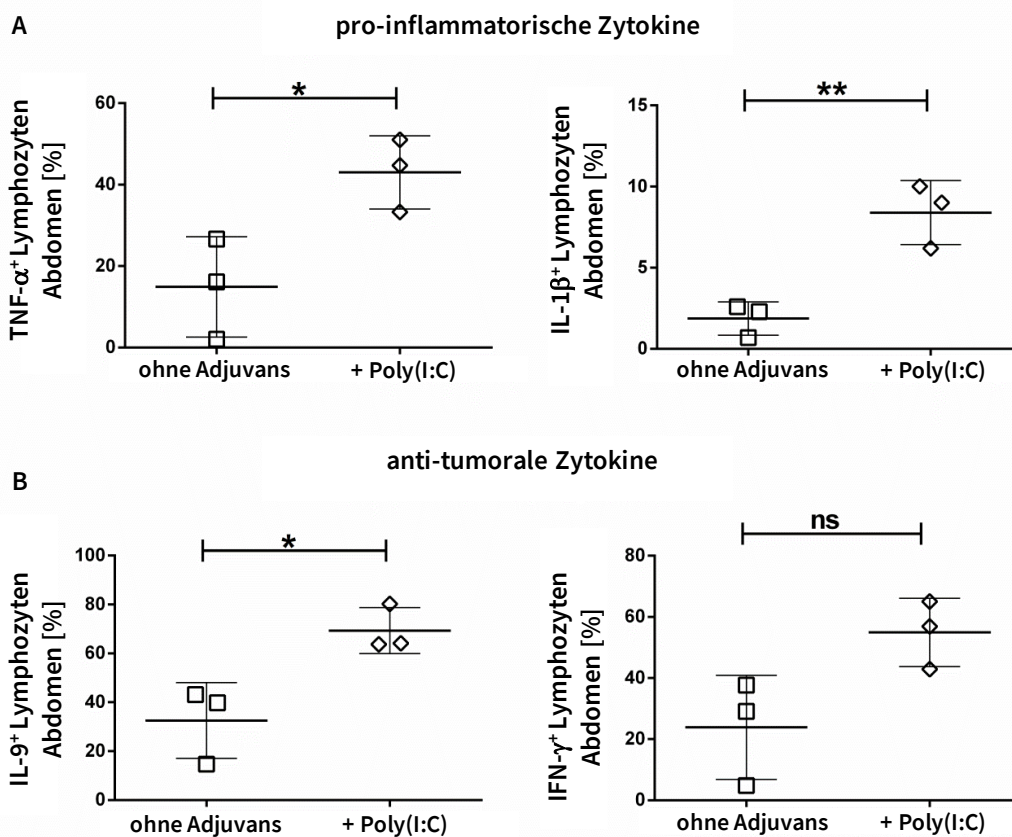 A
pro-inflammatorische Zytokine
TNF-α⁺ Lymphozyten
Abdomen [%]
60
40
20
0
*
ohne Adjuvans
+ Poly(I:C)
IL-1β⁺ Lymphozyten
Abdomen [%]
15
10
5
0
**
ohne Adjuvans
+ Poly(I:C)
B
anti-tumorale Zytokine
IL-9⁺ Lymphozyten
Abdomen [%]
100
80
60
40
20
0
*
ohne Adjuvans
+ Poly(I:C)
IFN-γ⁺ Lymphozyten
Abdomen [%]
80
60
40
20
0
ns
ohne Adjuvans
+ Poly(I:C)